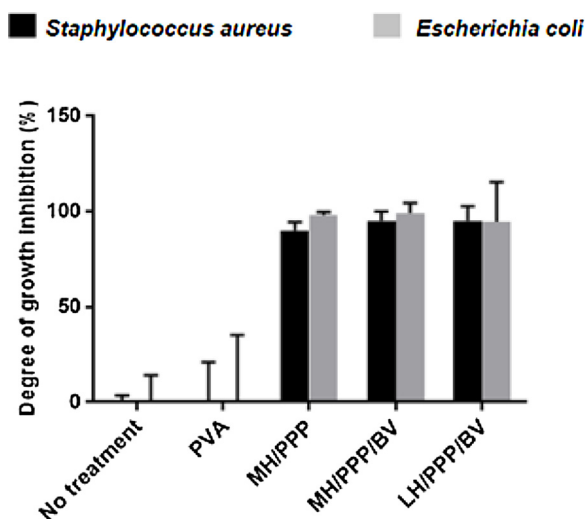 Staphylococcus aureus
Escherichia coli
Degree of growth inhibition (%)
150
100
50
0
No treatment
PVA
MH/PPP
MH/PPP/BV
LH/PPP/BV